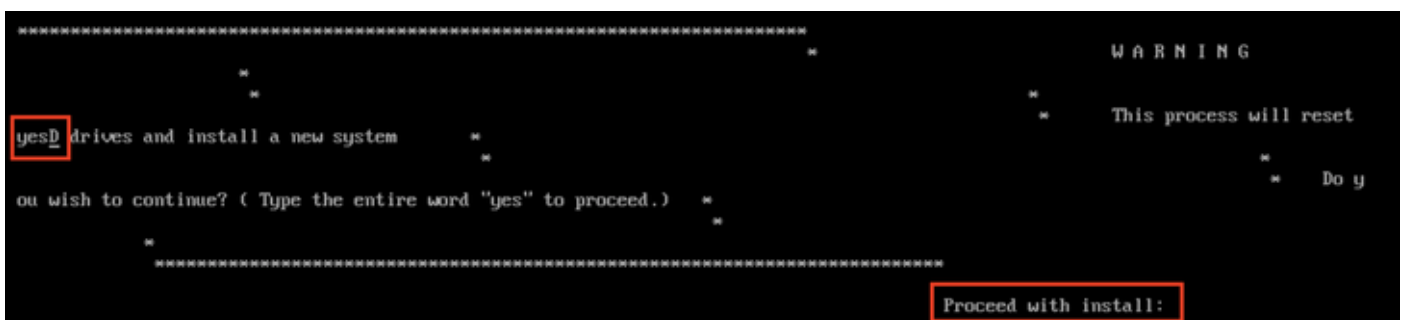 *************************************************************************** 
* W A R N I N G
*
*
*
* This process will reset
yesD drives and install a new system *
*
*
* Do y
ou wish to continue? ( Type the entire word "yes" to proceed.) *
*
*
***************************************************************************
Proceed with install: